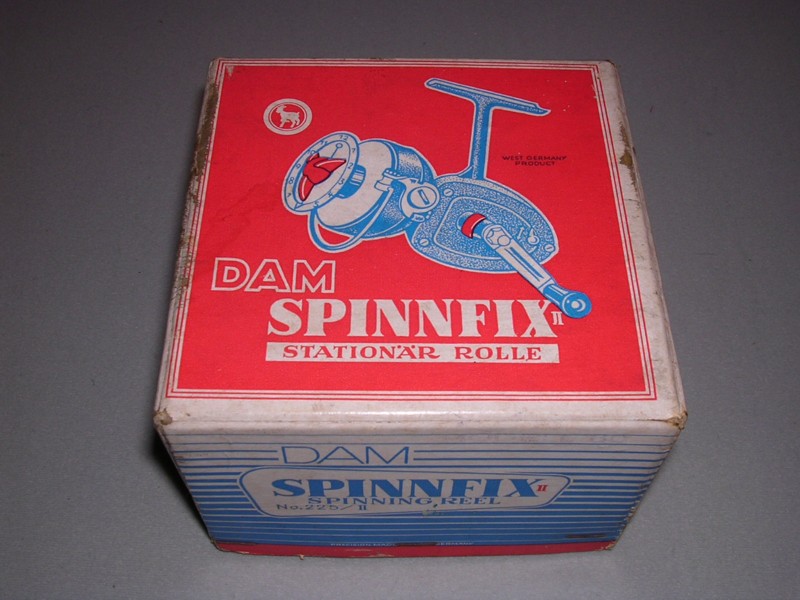 WEST GERMANY
PRODUCT
DAM
SPINNFIX II
STATIONÄR ROLLE
DAM
SPINNFIX II
SPINNING REEL
No. 225/II